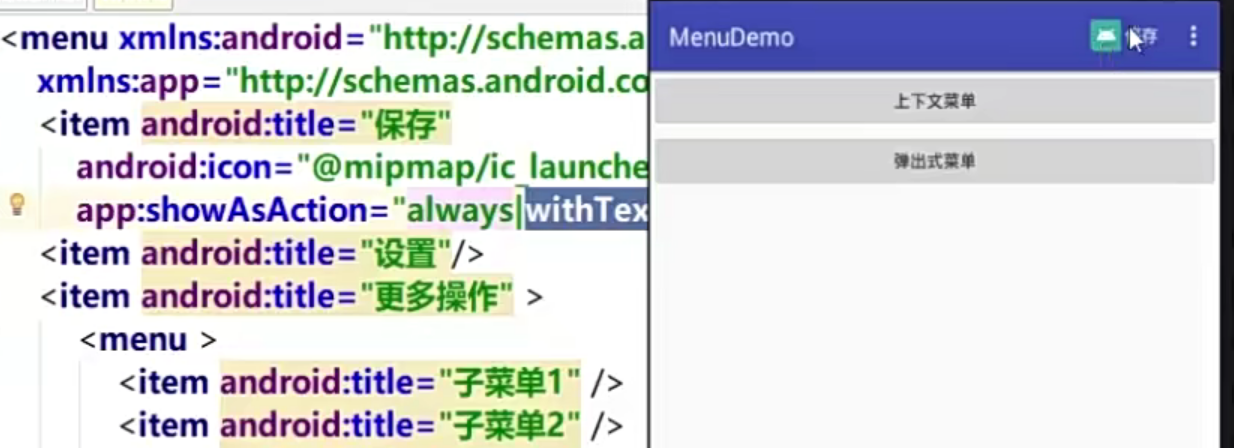 <menu xmlns:android="http://schemas.a
xmlns:app="http://schemas.android.co
<item android:title="保存"
android:icon="@mipmap/ic_launche
app:showAsAction="always|withTex
<item android:title="设置"/>
<item android:title="更多操作" >
<menu >
<item android:title="子菜单1" />
<item android:title="子菜单2" />
MenuDemo
保存
上下文菜单
弹出式菜单